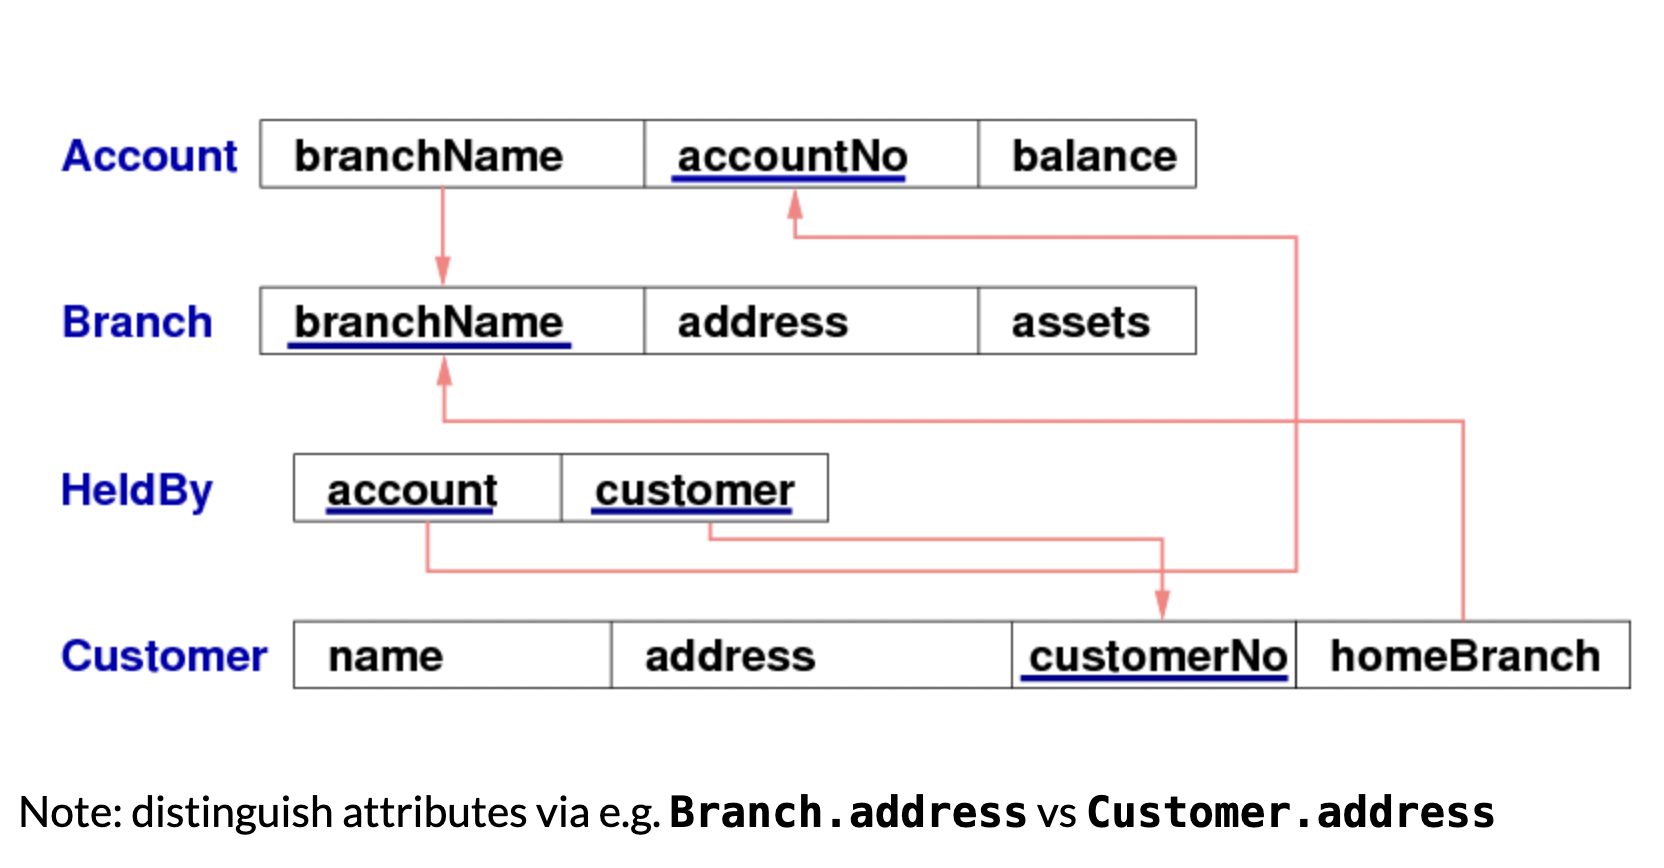 Account branchName accountNo balance
Branch branchName address assets
HeldBy account customer
Customer name address customerNo homeBranch
Note: distinguish attributes via e.g. Branch.address vs Customer.address